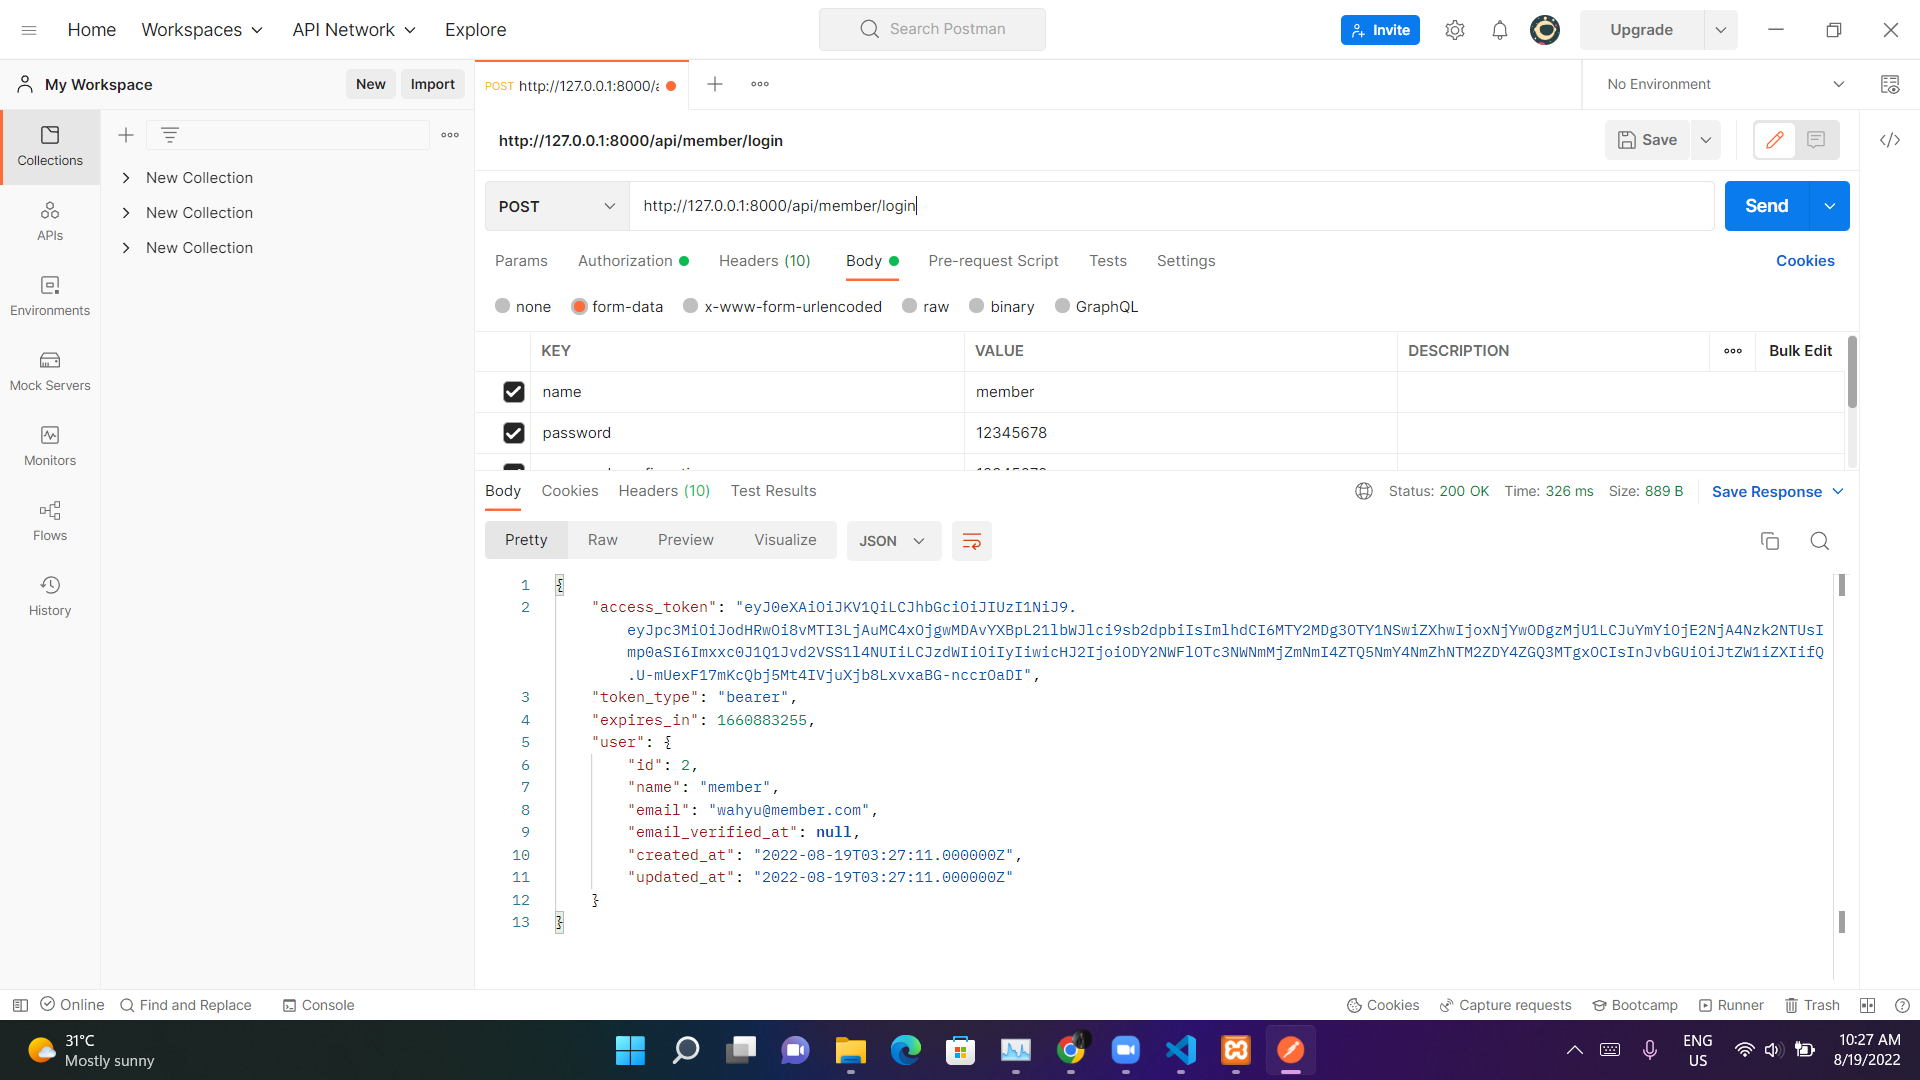 Home
Workspaces
API Network
Explore
Search Postman
Invite
Upgrade
My Workspace
New
Import
POST http://127.0.0.1:8000/a
No Environment
Collections
APIs
Environments
Mock Servers
Monitors
Flows
History
New Collection
New Collection
New Collection
http://127.0.0.1:8000/api/member/login
Save
POST
http://127.0.0.1:8000/api/member/login
Send
Params
Authorization
Headers (10)
Body
Pre-request Script
Tests
Settings
Cookies
none
form-data
x-www-form-urlencoded
raw
binary
GraphQL
KEY
VALUE
DESCRIPTION
Bulk Edit
name
member
password
12345678
Body
Cookies
Headers (10)
Test Results
Status: 200 OK
Time: 326 ms
Size: 889 B
Save Response
Pretty
Raw
Preview
Visualize
JSON
1 {
2 "access_token": "eyJ0eXAiOiJKV1QiLCJhbGciOiJIUzI1NiJ9.
eyJpc3MiOiJodHRwOi8vMTI3LjAuMC4xOjgwMDAvYXBpL21lbWJlci9sb2dpbiIsImlhdCI6MTY2MDg3OTY1NSwiZXhwIjoxNjYwODgzMjU1LCJuYmYiOjE2NjA4Nzk2NTUsI
mp0aSI6Imxxc0J1Q1Jvd2VSS1l4NUIiLCJzdWIiOiIyIiwicHJ2IjoiODY2NWFlOTc3NWNmMjZmNmI4ZTQ5NmY4NmZhNTM2ZDY4ZGQ3MTgxOCIsInJvbGUiOiJtZW1iZXIifQ
.U-mUexF17mKcQbj5Mt4IVjuXjb8LxvxaBG-nccrOaDI",
3 "token_type": "bearer",
4 "expires_in": 1660883255,
5 "user": {
6 "id": 2,
7 "name": "member",
8 "email": "wahyu@member.com",
9 "email_verified_at": null,
10 "created_at": "2022-08-19T03:27:11.000000Z",
11 "updated_at": "2022-08-19T03:27:11.000000Z"
12 }
13 }
Online
Find and Replace
Console
Cookies
Capture requests
Bootcamp
Runner
Trash
31°C
Mostly sunny
ENG
US
10:27 AM
8/19/2022